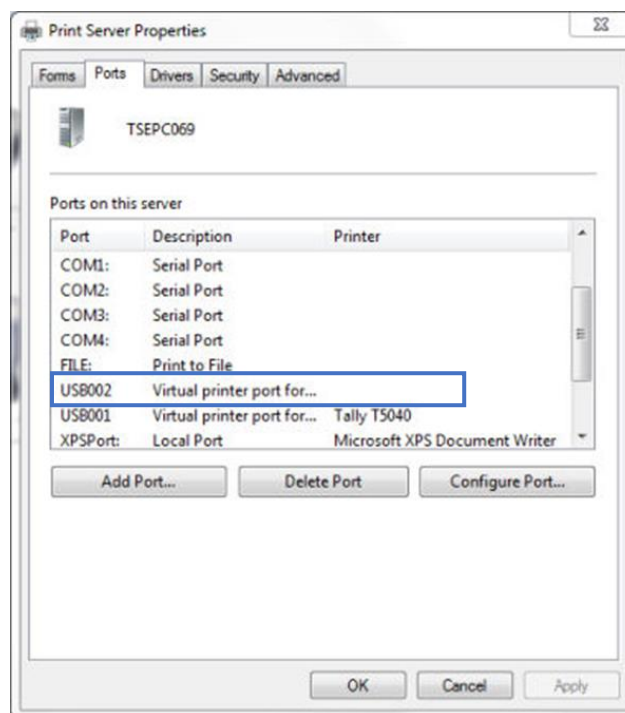 Print Server Properties
Forms Ports Drivers Security Advanced
TSEPC069
Ports on this server
Port Description Printer
COM1: Serial Port
COM2: Serial Port
COM3: Serial Port
COM4: Serial Port
FILE: Print to File
USB002 Virtual printer port for...
USB001 Virtual printer port for... Tally T5040
XPSPort: Local Port Microsoft XPS Document Writer
Add Port... Delete Port Configure Port...
OK Cancel Apply